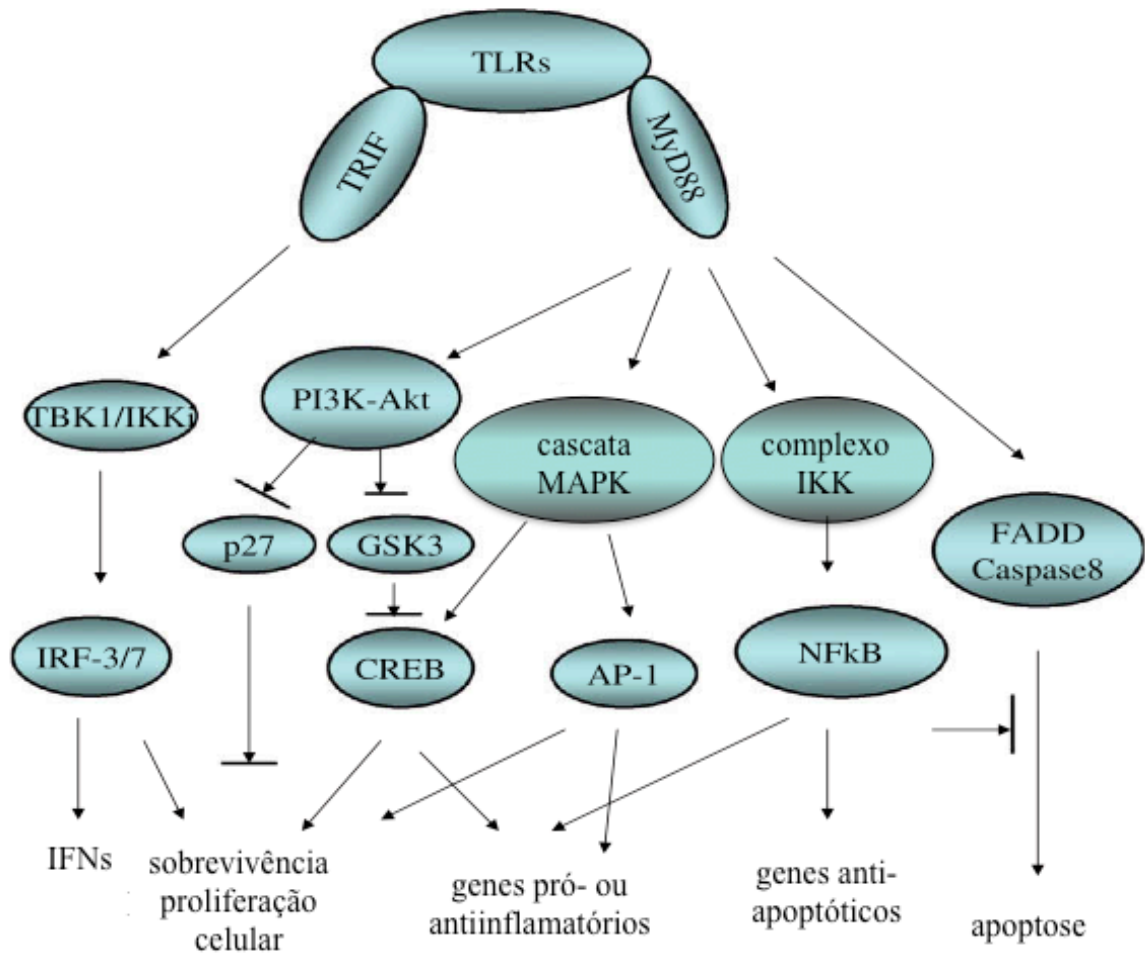 TLRs
TRIF
MyD88
TBK1/IKKi
PI3K-Akt
cascata
MAPK
complexo
IKK
p27
GSK3
FADD
Caspase8
IRF-3/7
CREB
AP-1
NFkB
IFNs
sobrevivência
proliferação
celular
genes pró- ou
antiinflamatórios
genes anti-
apoptóticos
apoptose